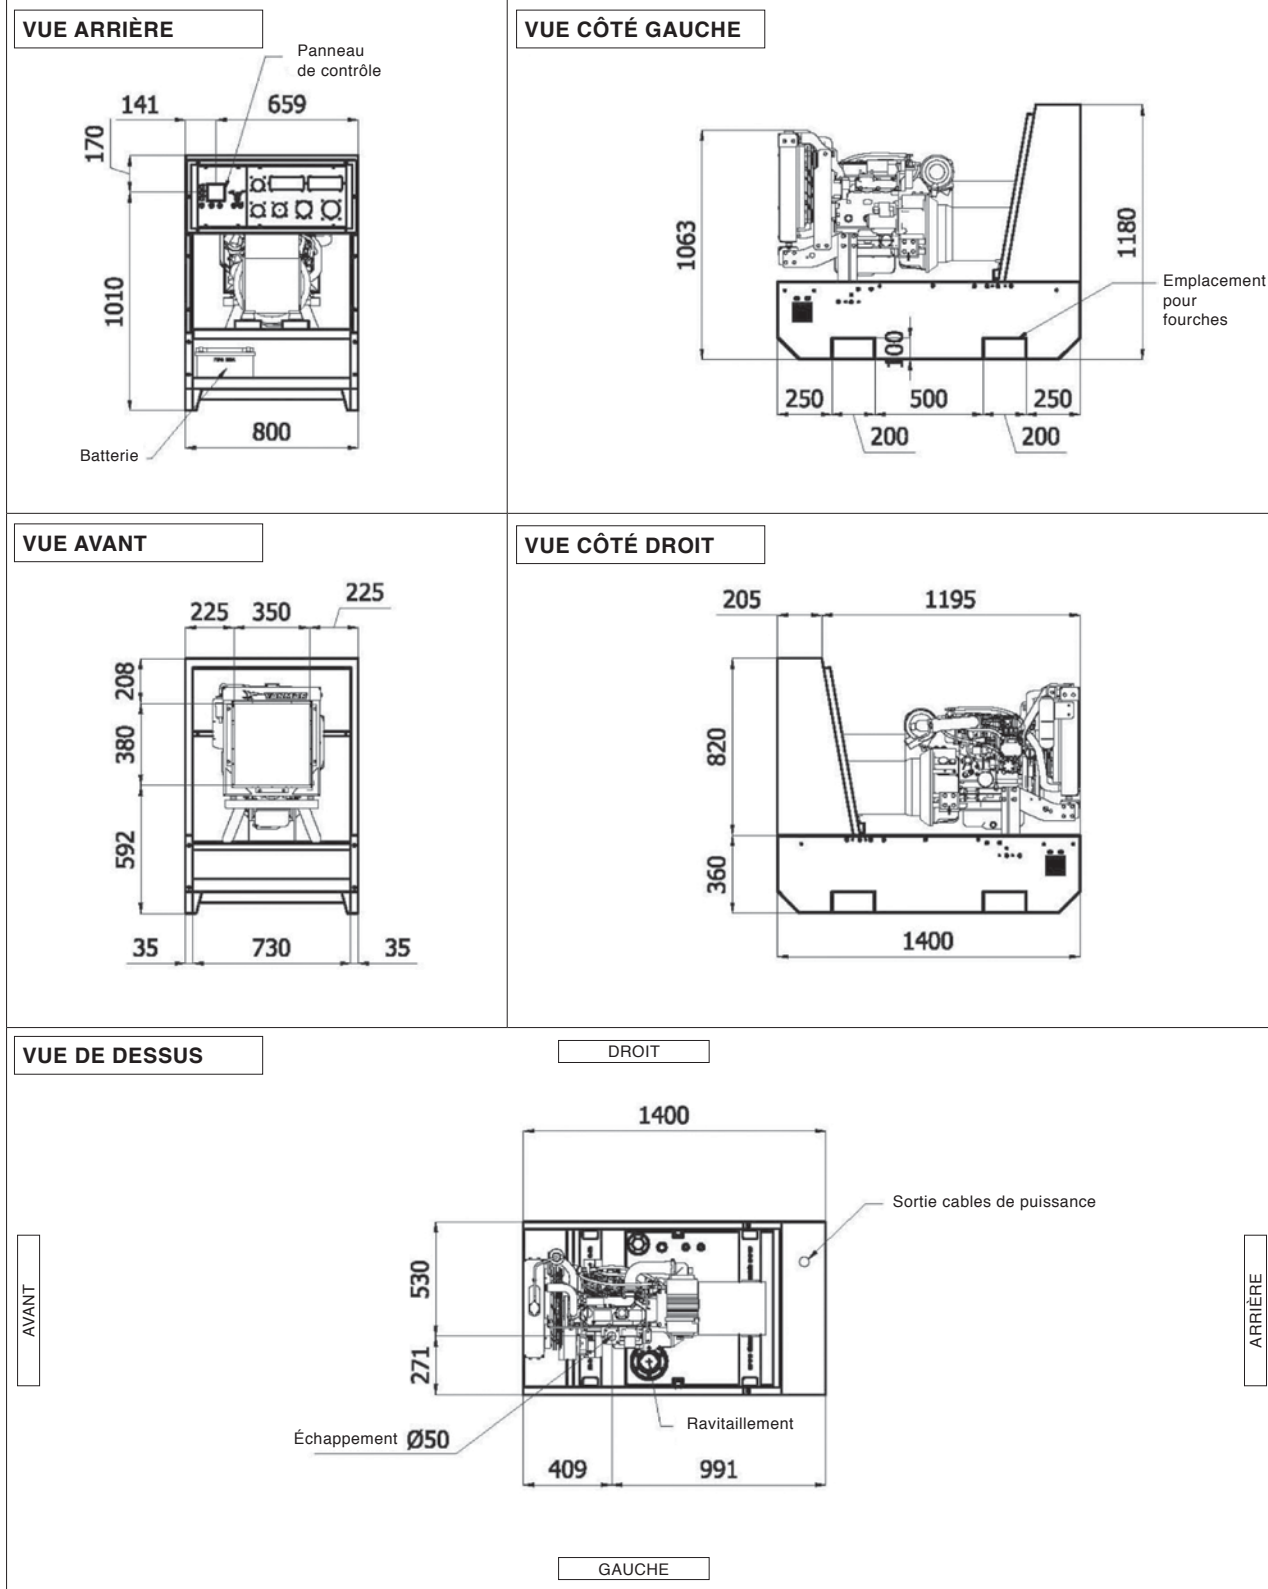 VUE ARRIÈRE
Panneau
de contrôle
141
659
170
1010
800
Batterie
VUE CÔTÉ GAUCHE
1063
1180
Emplacement
pour
fourches
100
250
500
250
200
200
VUE AVANT
225
225
350
208
380
592
35
730
35
VUE CÔTÉ DROIT
205
1195
820
360
1400
VUE DE DESSUS
DROIT
1400
Sortie cables de puissance
AVANT
530
271
ARRIÈRE
Ravitaillement
Échappement Ø50
409
991
GAUCHE